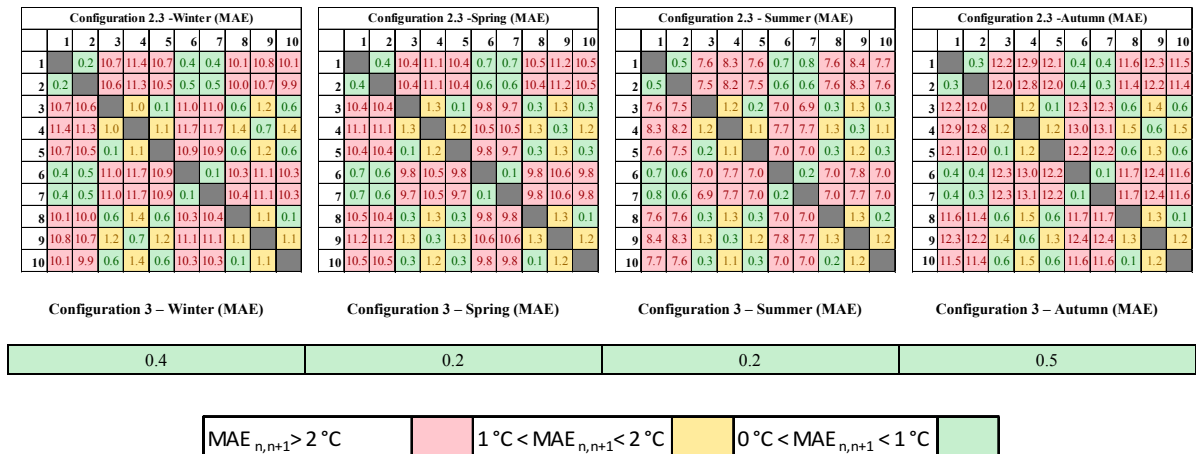 Configuration 2.3 -Winter (MAE) Configuration 2.3 -Spring (MAE) Configuration 2.3 - Summer (MAE) Configuration 2.3 -Autumn (MAE)
1 2 3 4 5 6 7 8 9 10 1 2 3 4 5 6 7 8 9 10 1 2 3 4 5 6 7 8 9 10 1 2 3 4 5 6 7 8 9 10
1 0.2 10.7 11.4 10.7 0.4 0.4 10.1 10.8 10.1 1 0.4 10.4 11.1 10.4 0.7 0.7 10.5 11.2 10.5 1 0.5 7.6 8.3 7.6 0.7 0.8 7.6 8.4 7.7 1 0.3 12.2 12.9 12.1 0.4 0.4 11.6 12.3 11.5
2 0.2 10.6 11.3 10.5 0.5 0.5 10.0 10.7 9.9 2 0.4 10.4 11.1 10.4 0.6 0.6 10.4 11.2 10.5 2 0.5 7.5 8.2 7.5 0.6 0.6 7.6 8.3 7.6 2 0.3 12.0 12.8 12.0 0.4 0.3 11.4 12.2 11.4
3 10.7 10.6 1.0 0.1 11.0 11.0 0.6 1.2 0.6 3 10.4 10.4 1.3 0.1 9.8 9.7 0.3 1.3 0.3 3 7.6 7.5 1.2 0.2 7.0 6.9 0.3 1.3 0.3 3 12.2 12.0 1.2 0.1 12.3 12.3 0.6 1.4 0.6
4 11.4 11.3 1.0 1.1 11.7 11.7 1.4 0.7 1.4 4 11.1 11.1 1.3 1.2 10.5 10.5 1.3 0.3 1.2 4 8.3 8.2 1.2 1.1 7.7 7.7 1.3 0.3 1.1 4 12.9 12.8 1.2 1.2 13.0 13.1 1.5 0.6 1.5
5 10.7 10.5 0.1 1.1 10.9 10.9 0.6 1.2 0.6 5 10.4 10.4 0.1 1.2 9.8 9.7 0.3 1.3 0.3 5 7.6 7.5 0.2 1.1 7.0 7.0 0.3 1.2 0.3 5 12.1 12.0 0.1 1.2 12.2 12.2 0.6 1.3 0.6
6 0.4 0.5 11.0 11.7 10.9 0.1 10.3 11.1 10.3 6 0.7 0.6 9.8 10.5 9.8 0.1 9.8 10.6 9.8 6 0.7 0.6 7.0 7.7 7.0 0.2 7.0 7.8 7.0 6 0.4 0.4 12.3 13.0 12.2 0.1 11.7 12.4 11.6
7 0.4 0.5 11.0 11.7 10.9 0.1 10.4 11.1 10.3 7 0.7 0.6 9.7 10.5 9.7 0.1 9.8 10.6 9.8 7 0.8 0.6 6.9 7.7 7.0 0.2 7.0 7.7 7.0 7 0.4 0.3 12.3 13.1 12.2 0.1 11.7 12.4 11.6
8 10.1 10.0 0.6 1.4 0.6 10.3 10.4 1.1 0.1 8 10.5 10.4 0.3 1.3 0.3 9.8 9.8 1.3 0.1 8 7.6 7.6 0.3 1.3 0.3 7.0 7.0 1.3 0.2 8 11.6 11.4 0.6 1.5 0.6 11.7 11.7 1.3 0.1
9 10.8 10.7 1.2 0.7 1.2 11.1 11.1 1.1 1.1 9 11.2 11.2 1.3 0.3 1.3 10.6 10.6 1.3 1.2 9 8.4 8.3 1.3 0.3 1.2 7.8 7.7 1.3 1.2 9 12.3 12.2 1.4 0.6 1.3 12.4 12.4 1.3 1.2
10 10.1 9.9 0.6 1.4 0.6 10.3 10.3 0.1 1.1 10 10.5 10.5 0.3 1.2 0.3 9.8 9.8 0.1 1.2 10 7.7 7.6 0.3 1.1 0.3 7.0 7.0 0.2 1.2 10 11.5 11.4 0.6 1.5 0.6 11.6 11.6 0.1 1.2
Configuration 3 – Winter (MAE) Configuration 3 – Spring (MAE) Configuration 3 – Summer (MAE) Configuration 3 – Autumn (MAE)
0.4 0.2 0.2 0.5
MAE n,n+1 > 2 °C 1 °C < MAE n,n+1 < 2 °C 0 °C < MAE n,n+1 < 1 °C